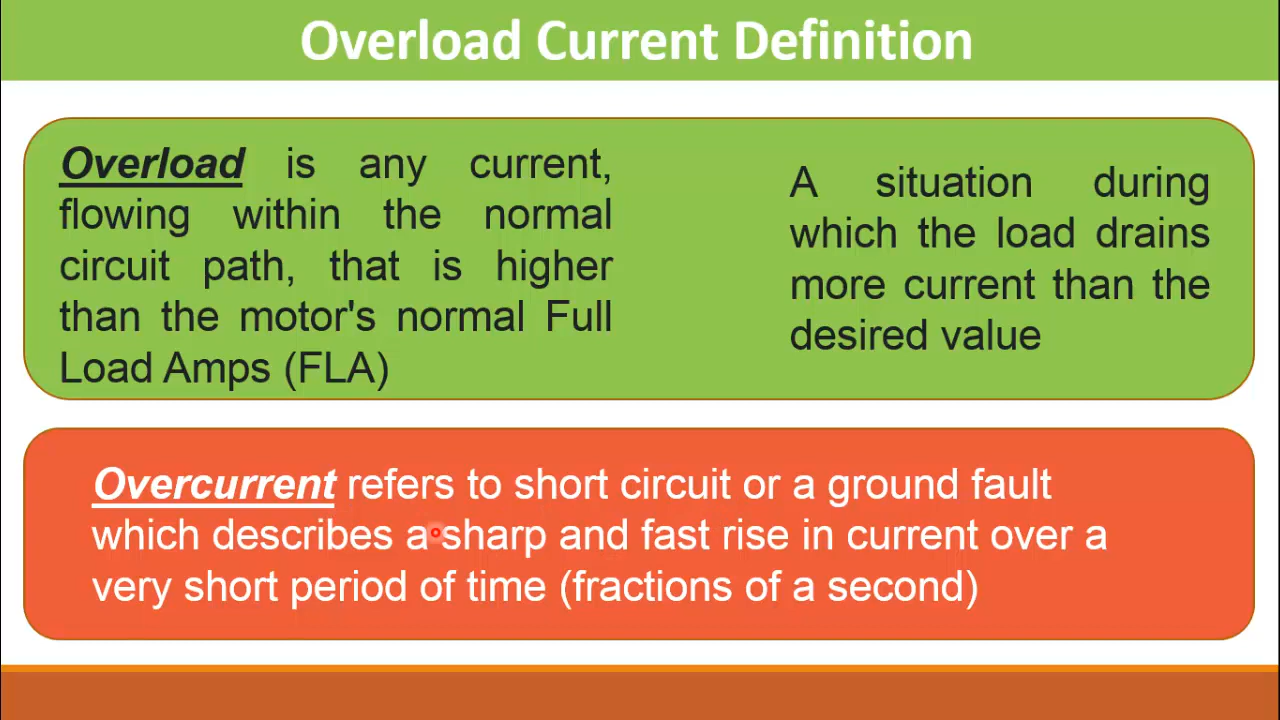 Overload Current Definition
Overload is any current,
flowing within the normal
circuit path, that is higher
than the motor's normal Full
Load Amps (FLA)
A situation during
which the load drains
more current than the
desired value
Overcurrent refers to short circuit or a ground fault
which describes a sharp and fast rise in current over a
very short period of time (fractions of a second)